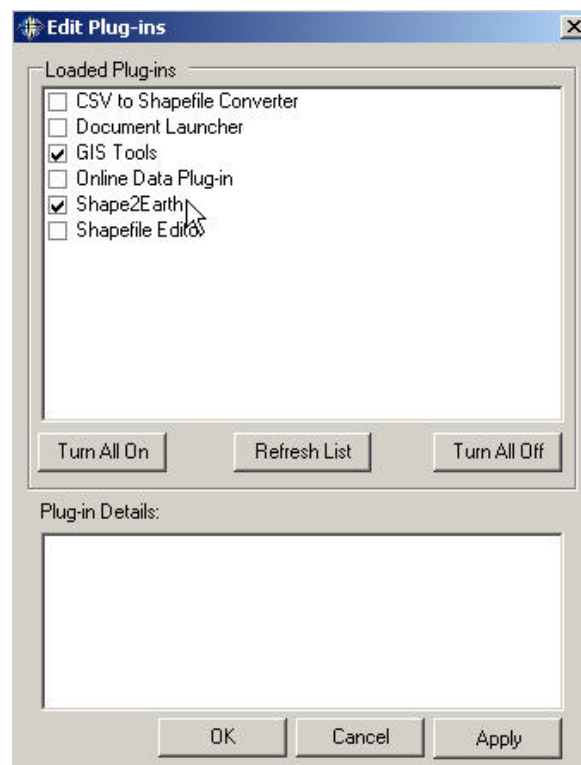 Edit Plug-ins
Loaded Plug-ins
CSV to Shapefile Converter
Document Launcher
GIS Tools
Online Data Plug-in
Shape2Earth
Shapefile Editor
Turn All On
Refresh List
Turn All Off
Plug-in Details:
OK
Cancel
Apply